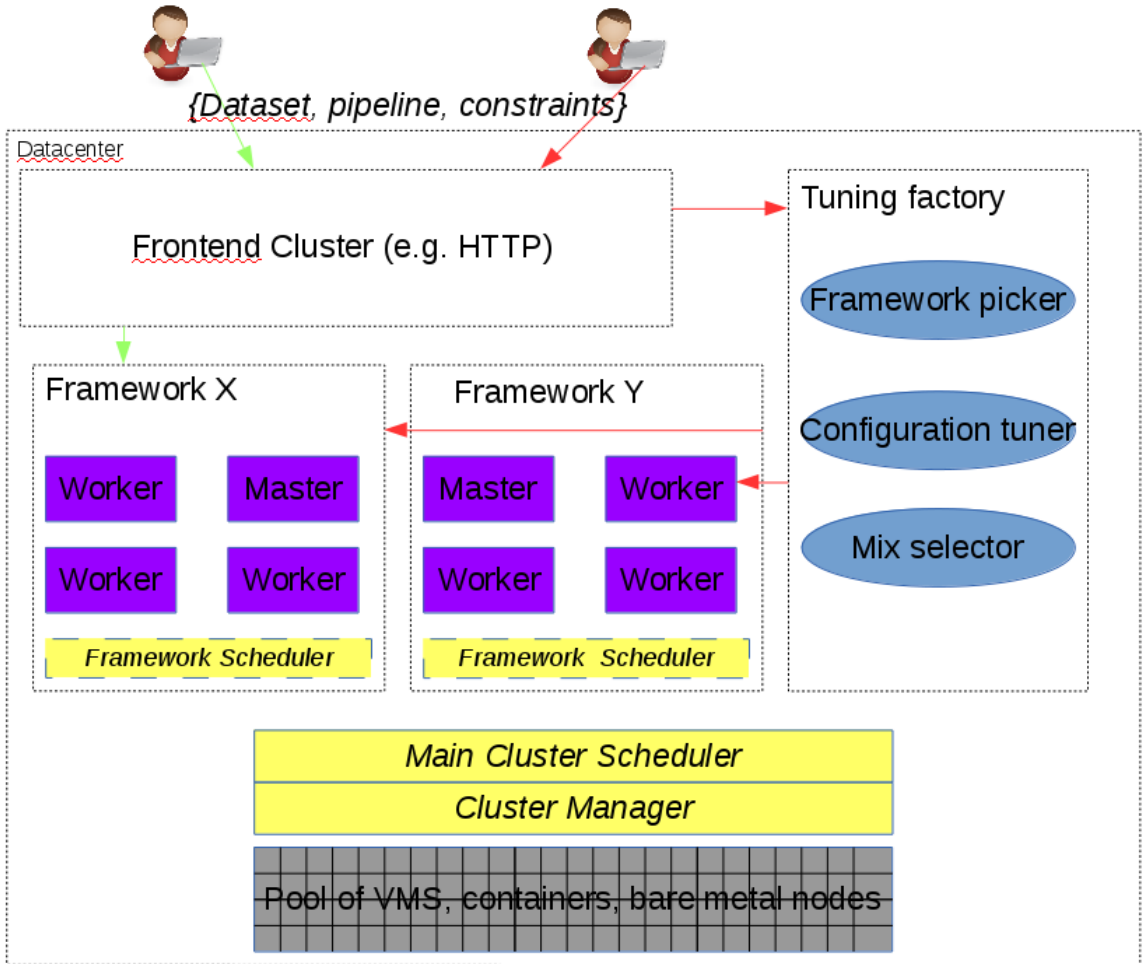 {Dataset, pipeline, constraints}
Datacenter
Frontend Cluster (e.g. HTTP)
Tuning factory
Framework picker
Configuration tuner
Mix selector
Framework X
Worker
Master
Worker
Worker
Framework Scheduler
Framework Y
Master
Worker
Worker
Worker
Framework Scheduler
Main Cluster Scheduler
Cluster Manager
Pool of VMS, containers, bare metal nodes